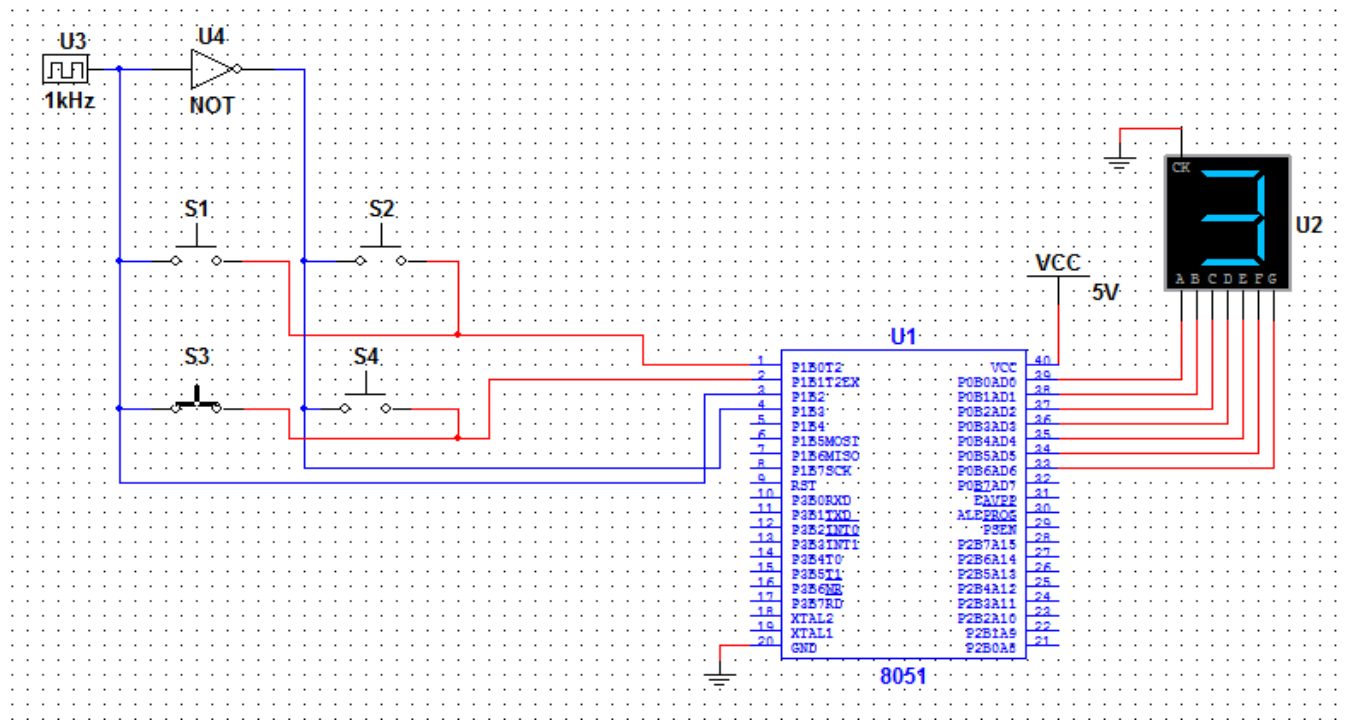 U3
1kHz
U4
NOT
S1
S2
S3
S4
CK
3
A B C D E F G
U2
VCC
5V
U1
1 P1B0T2
2 P1B1T2EX
3 P1B2
4 P1B3
5 P1B4
6 P1B5MOSI
7 P1B6MISO
8 P1B7SCK
9 RST
10 P3B0RXD
11 P3B1TXD
12 P3B2INT0
13 P3B3INT1
14 P3B4T0
15 P3B5T1
16 P3B6WR
17 P3B7RD
18 XTAL2
19 XTAL1
20 GND
VCC 40
P0B0AD0 39
P0B1AD1 38
P0B2AD2 37
P0B3AD3 36
P0B4AD4 35
P0B5AD5 34
P0B6AD6 33
P0B7AD7 32
EAVPP 31
ALEPROG 30
PSEN 29
P2B7A15 28
P2B6A14 27
P2B5A13 26
P2B4A12 25
P2B3A11 24
P2B2A10 23
P2B1A9 22
P2B0A8 21
8051